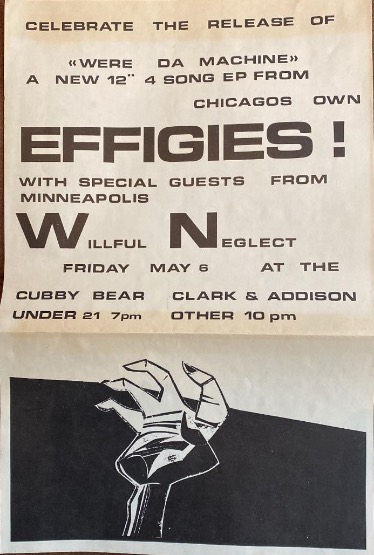 CELEBRATE THE RELEASE OF
«WERE DA MACHINE»
A NEW 12" 4 SONG EP FROM
CHICAGOS OWN
EFFIGIES!
WITH SPECIAL GUESTS FROM
MINNEAPOLIS
WILLFUL NEGLECT
FRIDAY MAY 6 AT THE
CUBBY BEAR CLARK & ADDISON
UNDER 21 7pm OTHER 10 pm